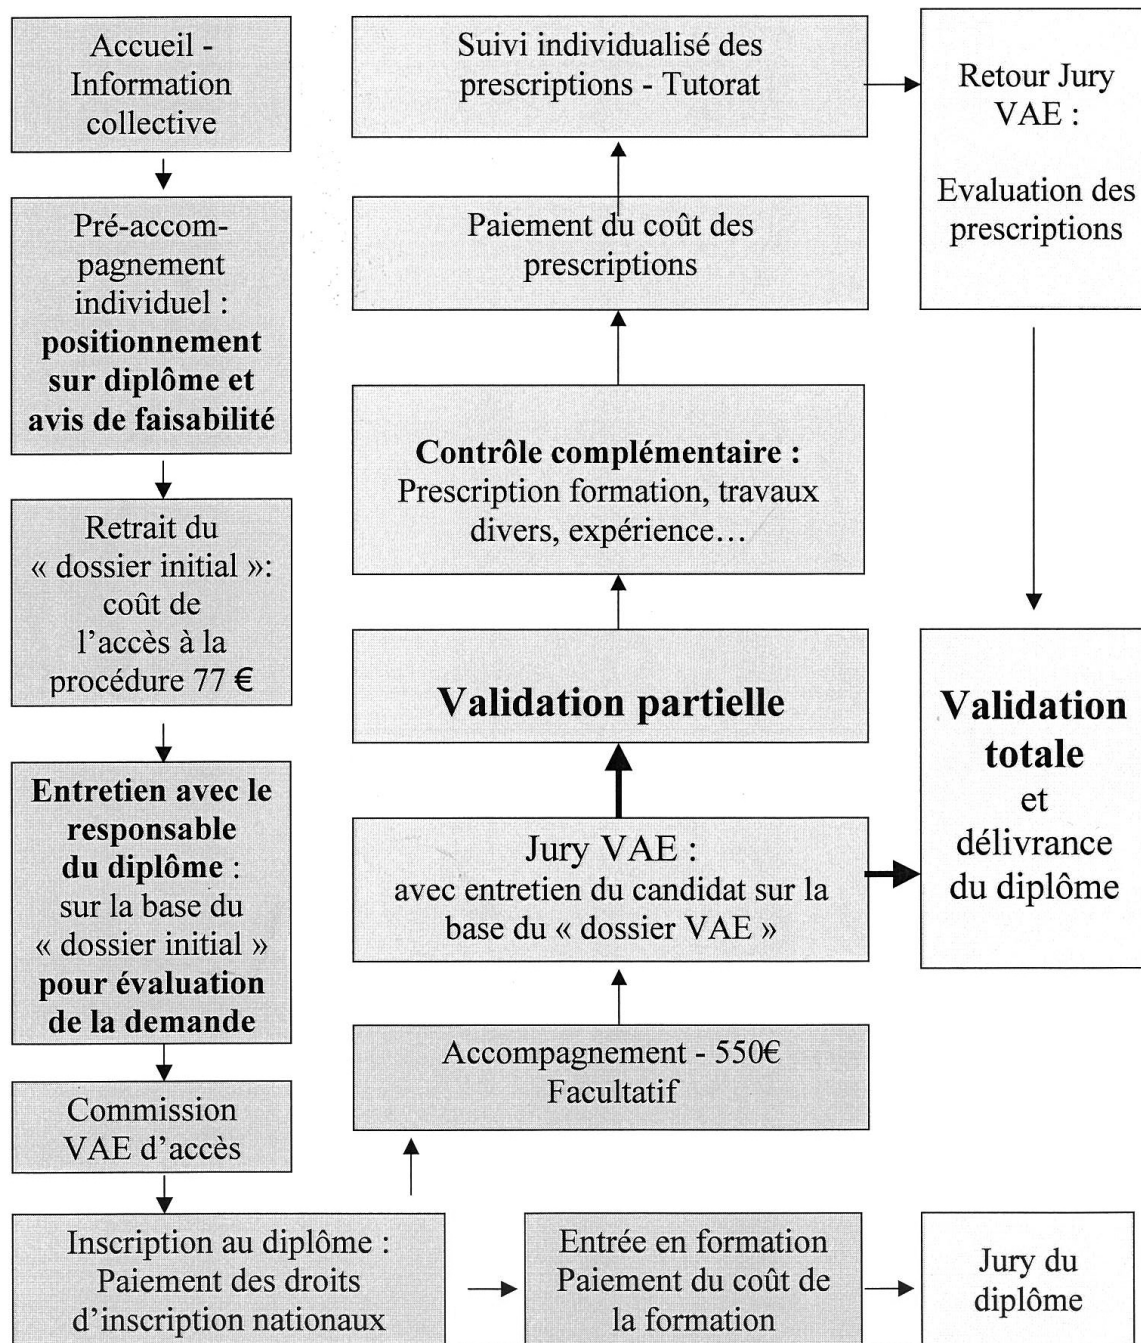 Accueil -
Information
collective
Pré-accom-
pagnement
individuel :
positionnement
sur diplôme et
avis de faisabilité
Retrait du
« dossier initial »:
coût de
l’accès à la
procédure 77 €
Entretien avec le
responsable
du diplôme :
sur la base du
« dossier initial »
pour évaluation
de la demande
Commission
VAE d’accès
Inscription au diplôme :
Paiement des droits
d’inscription nationaux
Entrée en formation
Paiement du coût de
la formation
Jury du
diplôme
Accompagnement - 550€
Facultatif
Jury VAE :
avec entretien du candidat sur la
base du « dossier VAE »
Validation partielle
Contrôle complémentaire :
Prescription formation, travaux
divers, expérience…
Paiement du coût des
prescriptions
Suivi individualisé des
prescriptions - Tutorat
Retour Jury
VAE :
Evaluation des
prescriptions
Validation
totale
et
délivrance
du diplôme